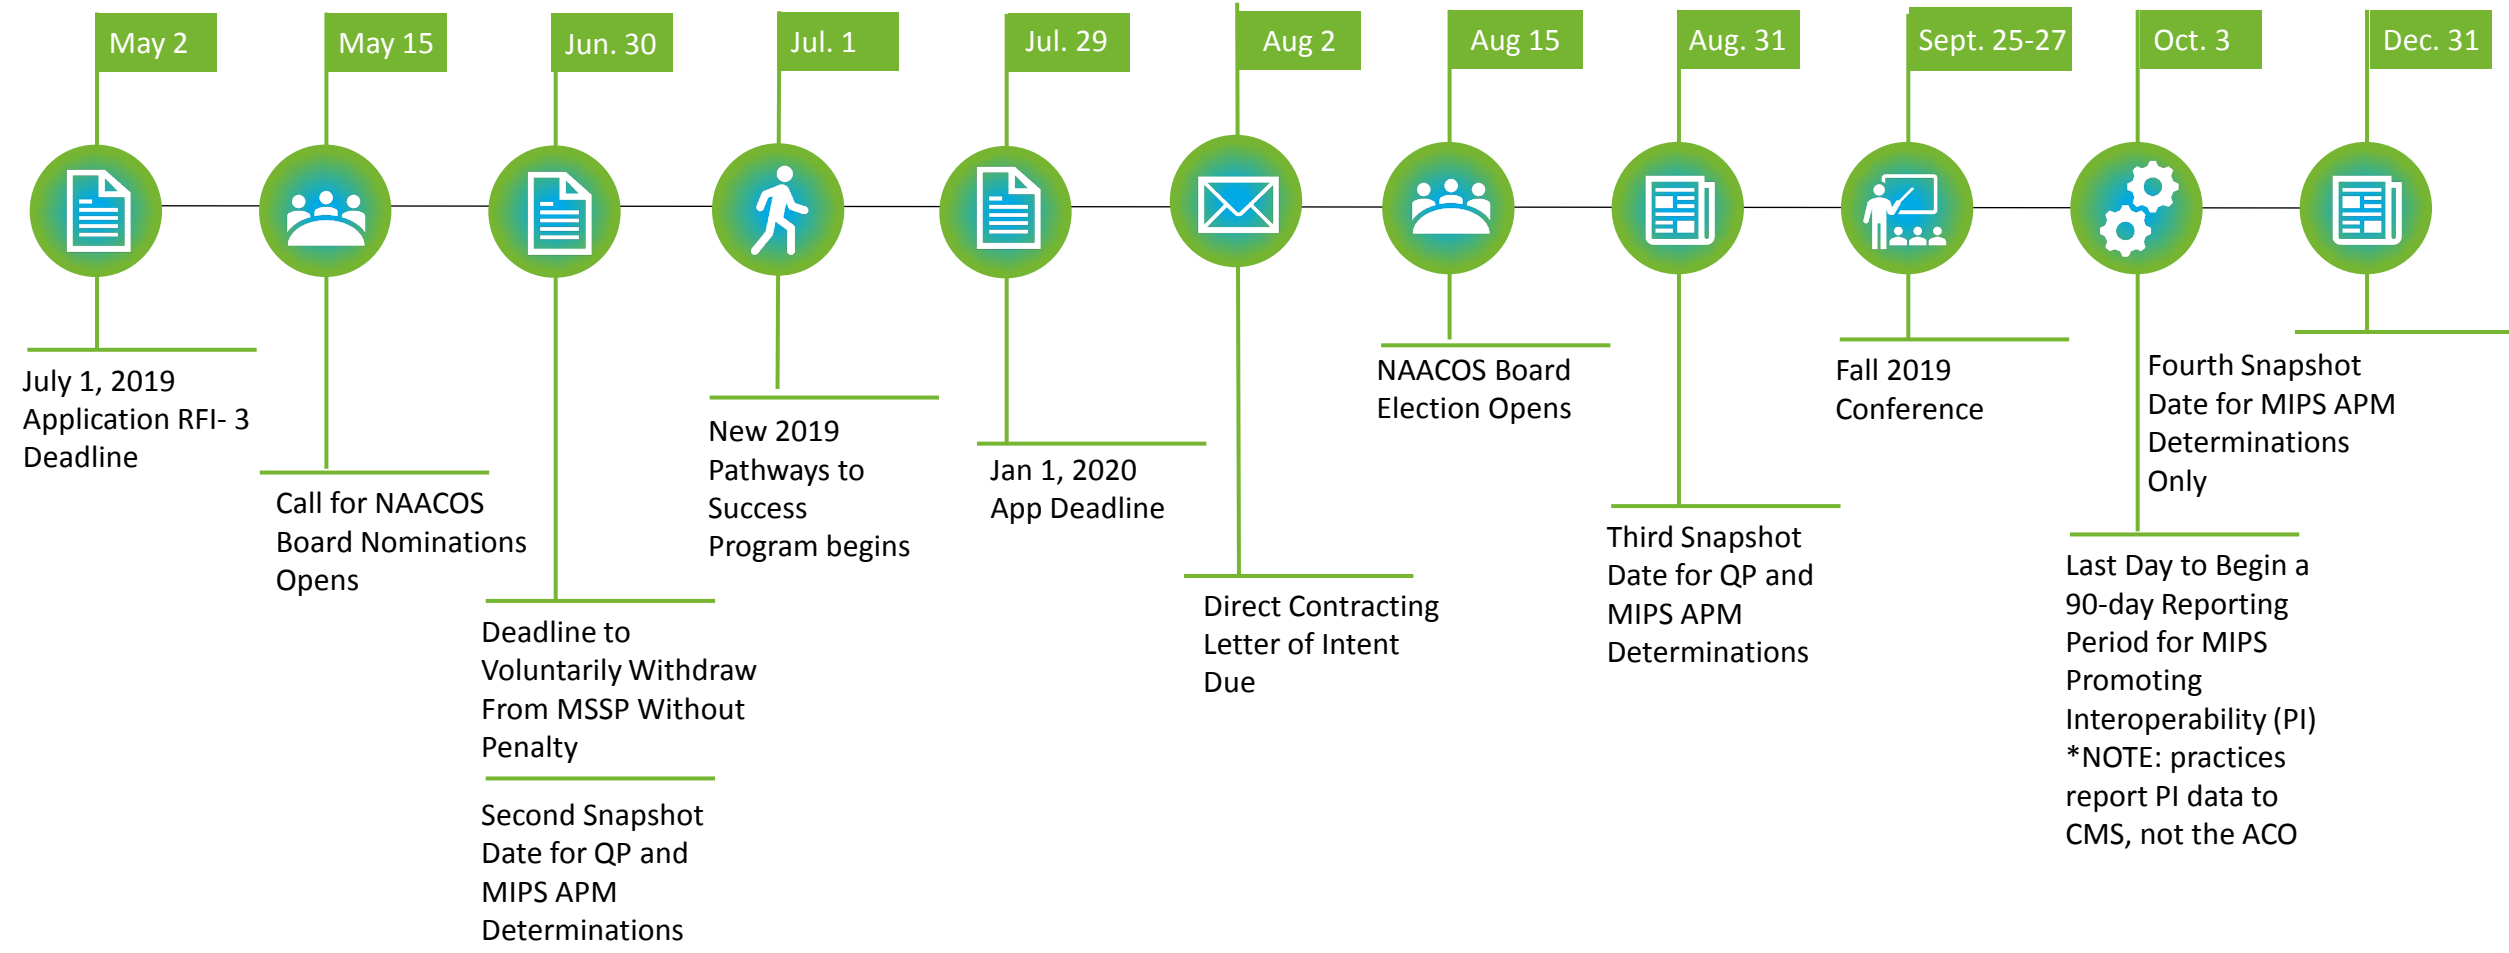 May 2
May 15
Jun. 30
Jul. 1
Jul. 29
Aug 2
Aug 15
Aug. 31
Sept. 25-27
Oct. 3
Dec. 31
July 1, 2019
Application RFI- 3
Deadline
Call for NAACOS
Board Nominations
Opens
Deadline to
Voluntarily Withdraw
From MSSP Without
Penalty
Second Snapshot
Date for QP and
MIPS APM
Determinations
New 2019
Pathways to
Success
Program begins
Jan 1, 2020
App Deadline
Direct Contracting
Letter of Intent
Due
NAACOS Board
Election Opens
Third Snapshot
Date for QP and
MIPS APM
Determinations
Fall 2019
Conference
Last Day to Begin a
90-day Reporting
Period for MIPS
Promoting
Interoperability (PI)
*NOTE: practices
report PI data to
CMS, not the ACO
Fourth Snapshot
Date for MIPS APM
Determinations
Only